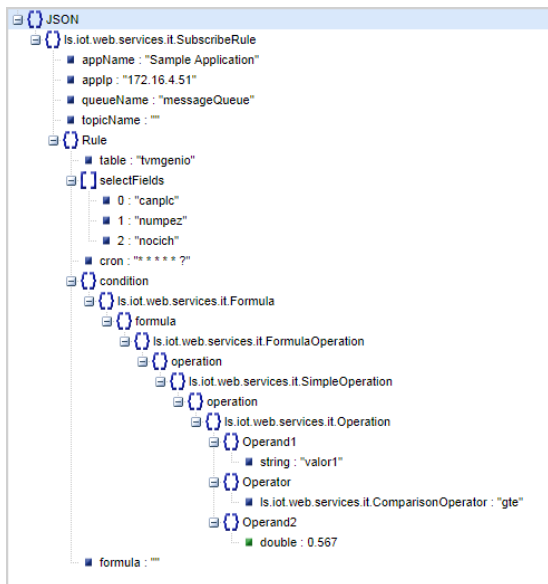 JSON
ls.iot.web.services.it.SubscribeRule
appName : "Sample Application"
appIp : "172.16.4.51"
queueName : "messageQueue"
topicName : ""
Rule
table : "tvmgenio"
selectFields
0 : "canplc"
1 : "numpez"
2 : "nocich"
cron : "* * * * * ?"
condition
ls.iot.web.services.it.Formula
formula
ls.iot.web.services.it.FormulaOperation
operation
ls.iot.web.services.it.SimpleOperation
operation
ls.iot.web.services.it.Operation
Operand1
string : "valor1"
Operator
ls.iot.web.services.it.ComparisonOperator : "gte"
Operand2
double : 0.567
formula : ""